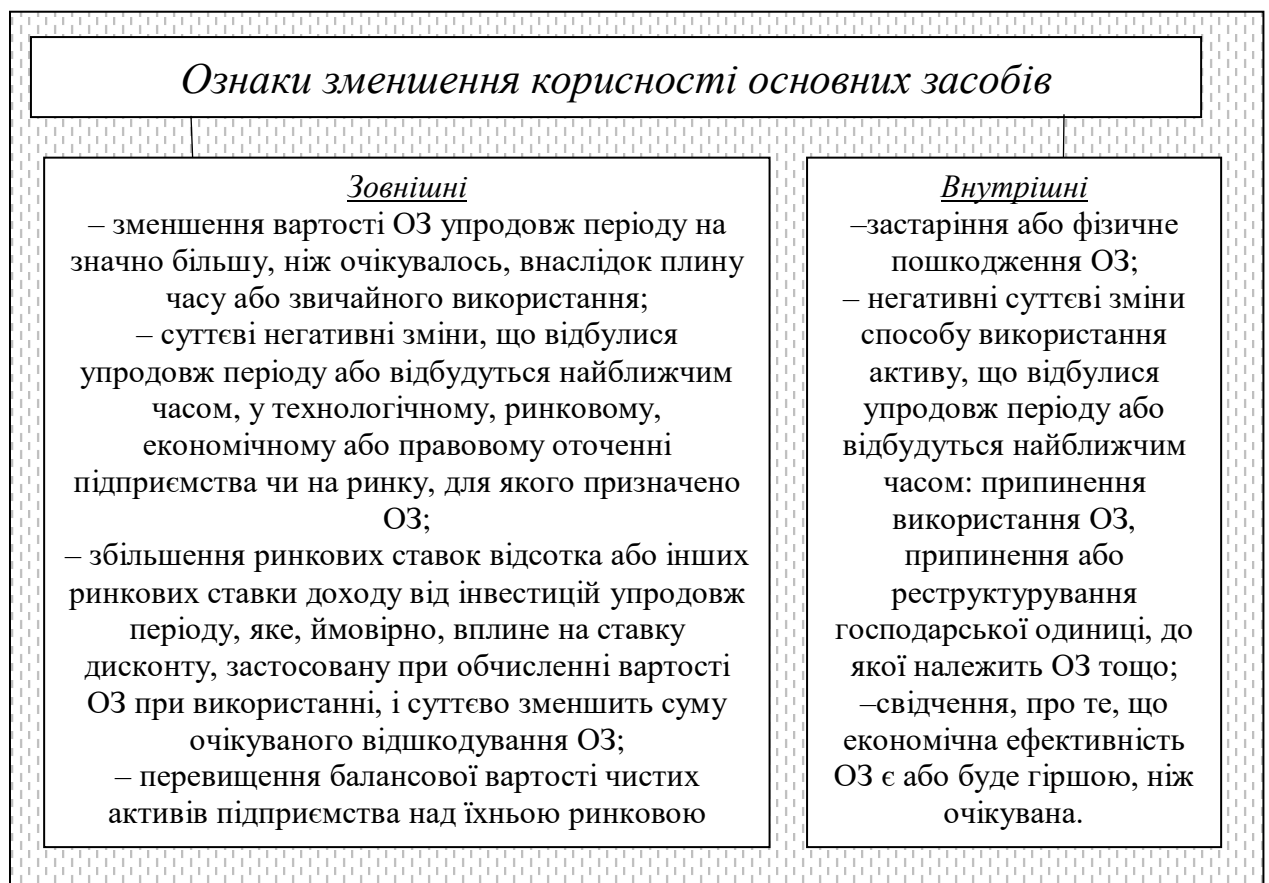 Ознаки зменшення корисності основних засобів
Зовнішні
– зменшення вартості ОЗ упродовж періоду на
значно більшу, ніж очікувалось, внаслідок плину
часу або звичайного використання;
– суттєві негативні зміни, що відбулися
упродовж періоду або відбудуться найближчим
часом, у технологічному, ринковому,
економічному або правовому оточенні
підприємства чи на ринку, для якого призначено
ОЗ;
– збільшення ринкових ставок відсотка або інших
ринкових ставки доходу від інвестицій упродовж
періоду, яке, ймовірно, вплине на ставку
дисконту, застосовану при обчисленні вартості
ОЗ при використанні, і суттєво зменшить суму
очікуваного відшкодування ОЗ;
– перевищення балансової вартості чистих
активів підприємства над їхньою ринковою
Внутрішні
–застаріння або фізичне
пошкодження ОЗ;
– негативні суттєві зміни
способу використання
активу, що відбулися
упродовж періоду або
відбудуться найближчим
часом: припинення
використання ОЗ,
припинення або
реструктурування
господарської одиниці, до
якої належить ОЗ тощо;
–свідчення, про те, що
економічна ефективність
ОЗ є або буде гіршою, ніж
очікувана.